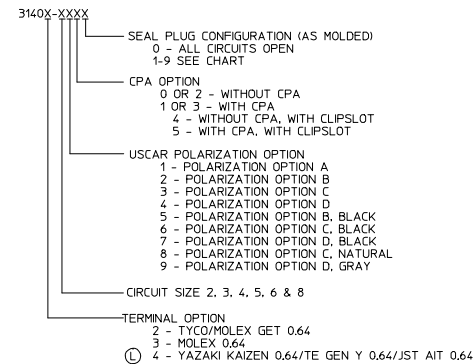 3140X-XXXX
SEAL PLUG CONFIGURATION (AS MOLDED)
0 - ALL CIRCUITS OPEN
1-9 SEE CHART
CPA OPTION
0 OR 2 - WITHOUT CPA
1 OR 3 - WITH CPA
4 - WITHOUT CPA, WITH CLIPSLOT
5 - WITH CPA, WITH CLIPSLOT
USCAR POLARIZATION OPTION
1 - POLARIZATION OPTION A
2 - POLARIZATION OPTION B
3 - POLARIZATION OPTION C
4 - POLARIZATION OPTION D
5 - POLARIZATION OPTION B, BLACK
6 - POLARIZATION OPTION C, BLACK
7 - POLARIZATION OPTION D, BLACK
8 - POLARIZATION OPTION C, NATURAL
9 - POLARIZATION OPTION D, GRAY
CIRCUIT SIZE 2, 3, 4, 5, 6 & 8
TERMINAL OPTION
2 - TYCO/MOLEX GET 0.64
3 - MOLEX 0.64
L 4 - YAZAKI KAIZEN 0.64/TE GEN Y 0.64/JST AIT 0.64